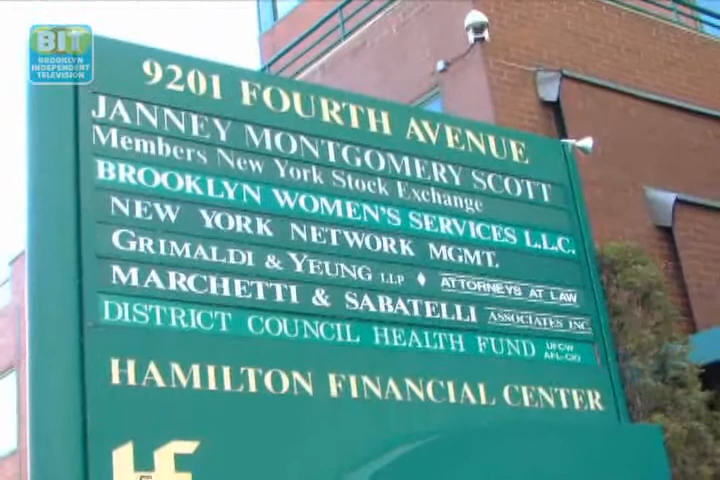 BIT
BROOKLYN
INDEPENDENT
TELEVISION
9201 FOURTH AVENUE
JANNEY MONTGOMERY SCOTT
Members New York Stock Exchange
BROOKLYN WOMEN'S SERVICES L.L.C.
NEW YORK NETWORK MGMT.
GRIMALDI & YEUNG LLP ♦ ATTORNEYS AT LAW
MARCHETTI & SABATELLI ASSOCIATES INC.
DISTRICT COUNCIL HEALTH FUND UFCW AFL-CIO
HAMILTON FINANCIAL CENTER
HF